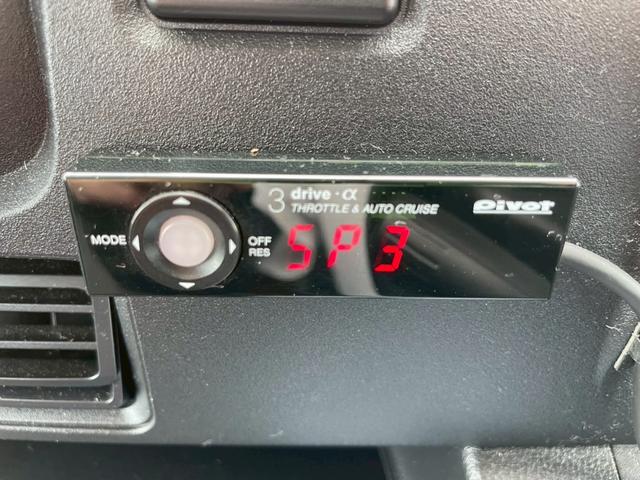 3 drive・α
THROTTLE & AUTO CRUISE
Pivot
MODE
OFF
RES
SP3